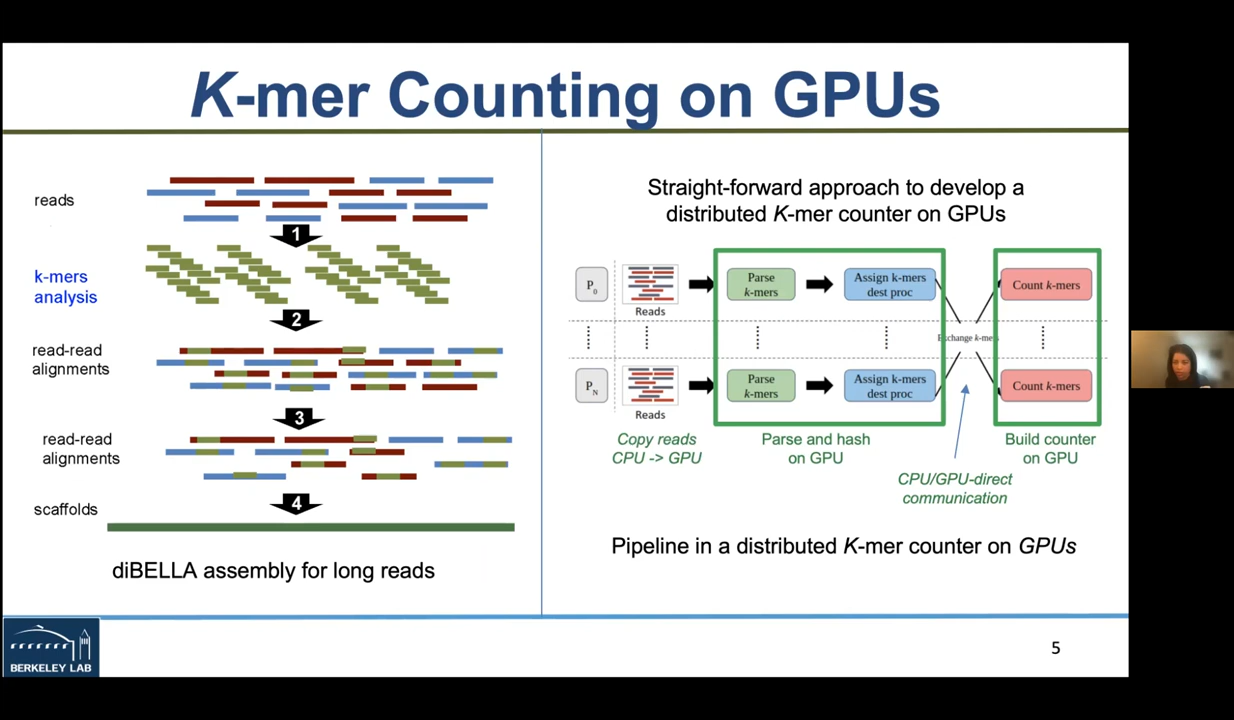 K-mer Counting on GPUs
reads
1
k-mers
analysis
2
read-read
alignments
3
read-read
alignments
4
scaffolds
diBELLA assembly for long reads
Straight-forward approach to develop a
distributed K-mer counter on GPUs
P0
Reads
Parse
k-mers
Assign k-mers
dest proc
Count k-mers
Exchange k-mers
PN
Reads
Parse
k-mers
Assign k-mers
dest proc
Count k-mers
Copy reads
CPU -> GPU
Parse and hash
on GPU
Build counter
on GPU
CPU/GPU-direct
communication
Pipeline in a distributed K-mer counter on GPUs
BERKELEY LAB
5